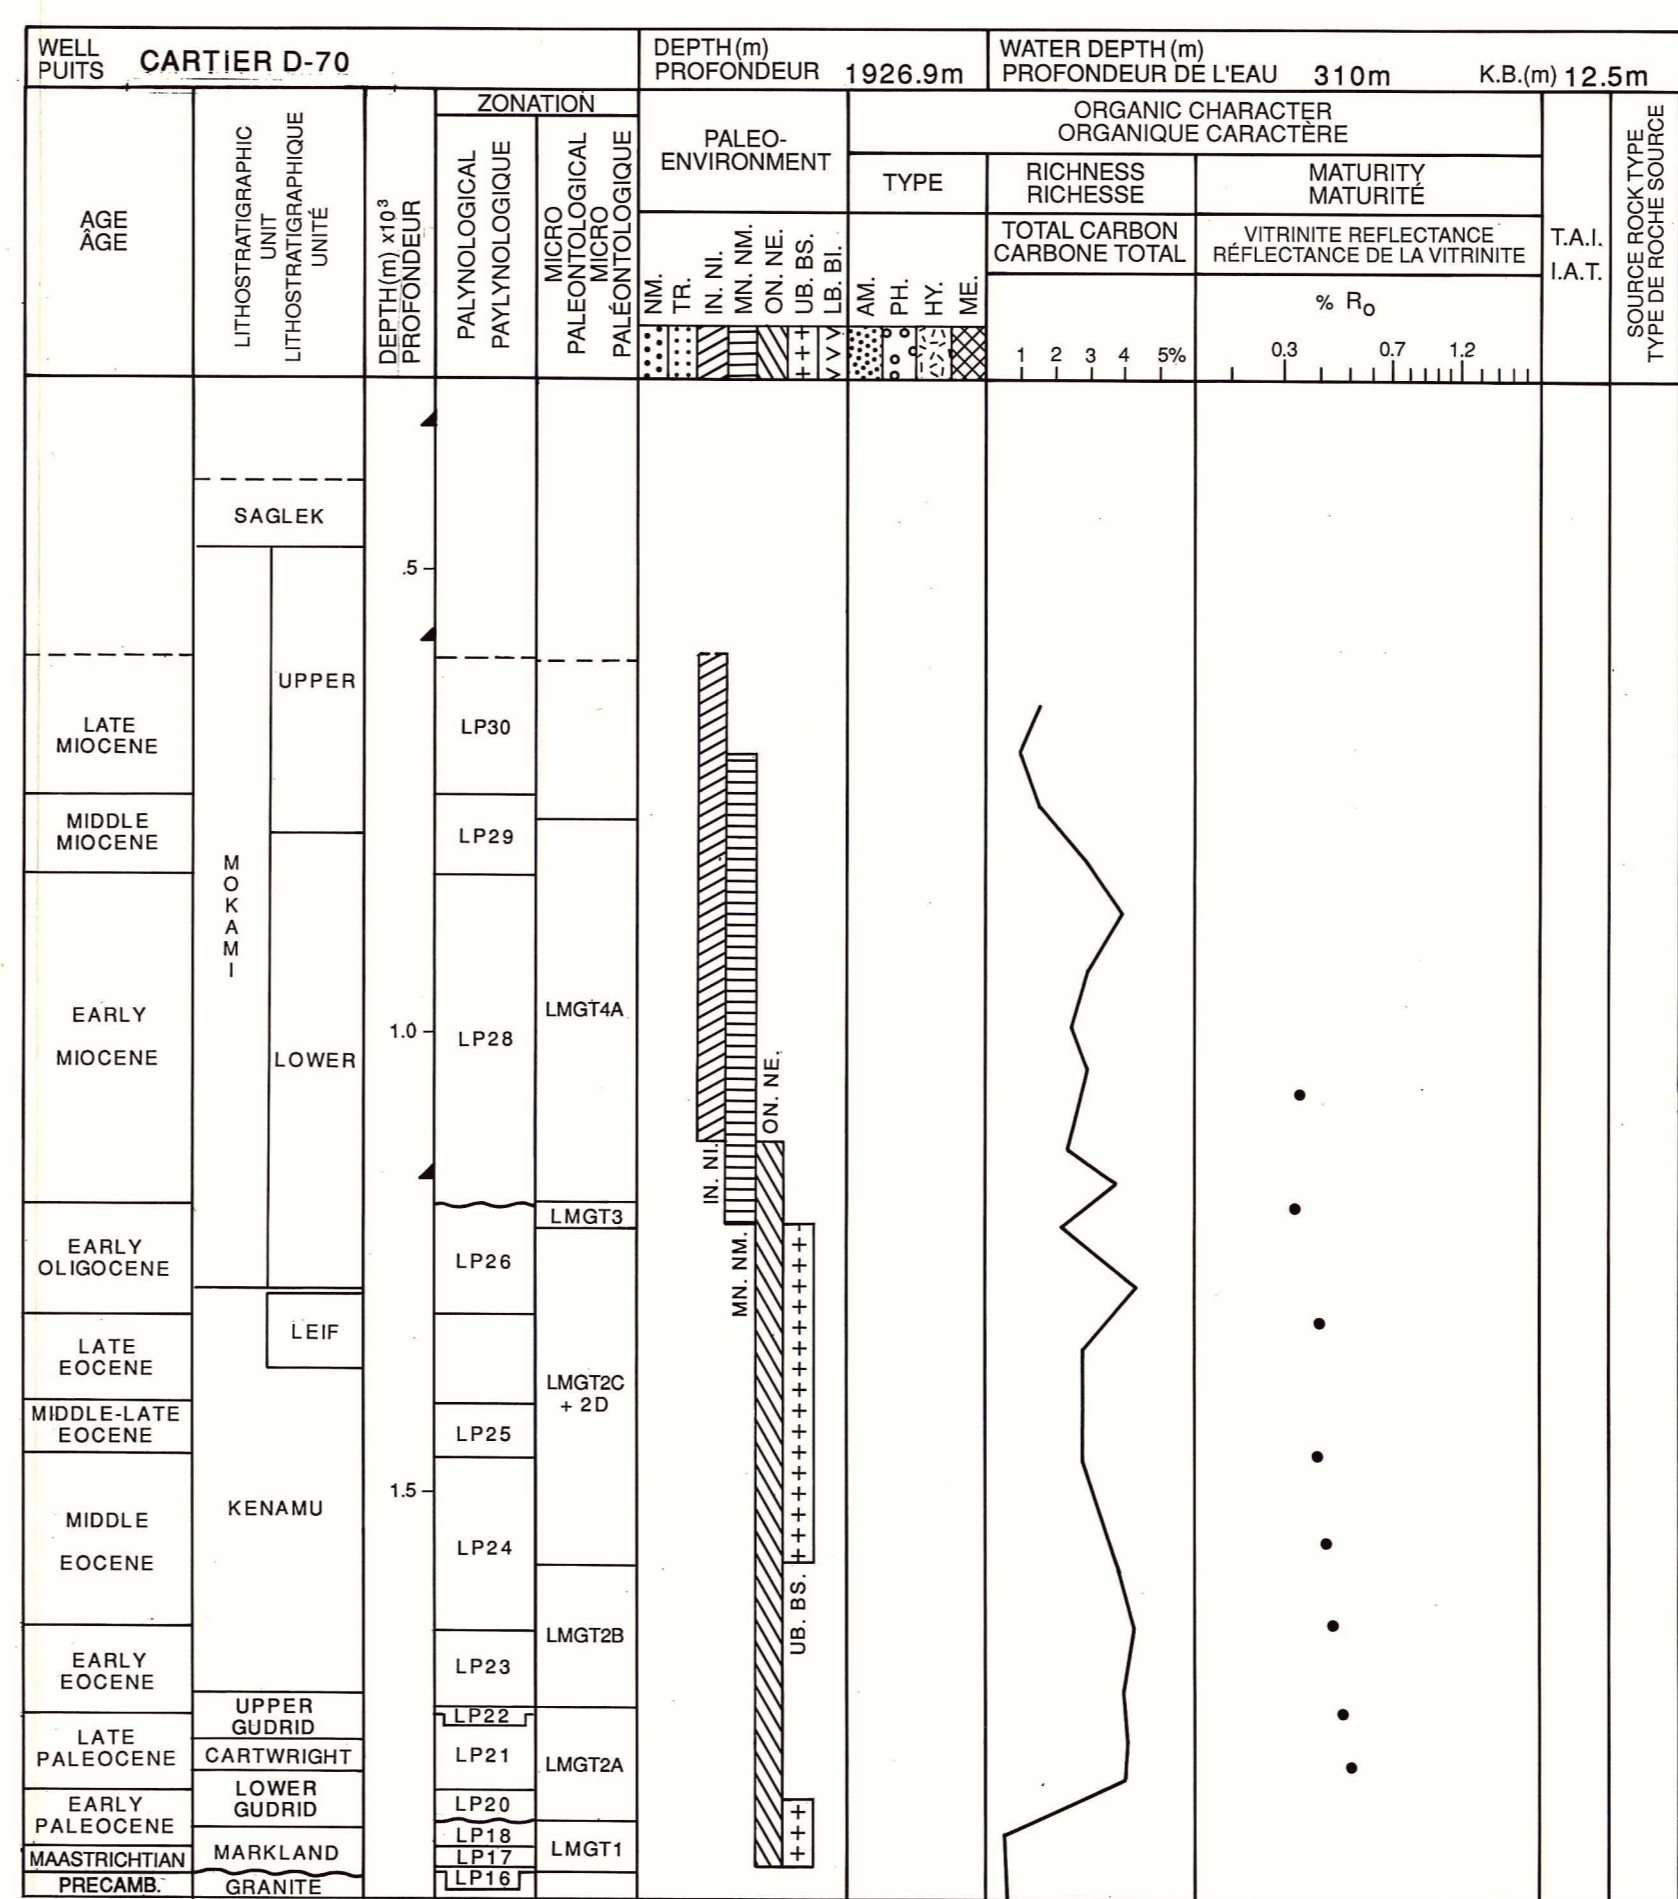 WELL
PUITS
CARTIER D-70
DEPTH (m)
PROFONDEUR 1926.9m
WATER DEPTH (m)
PROFONDEUR DE L'EAU 310m
K.B.(m) 12.5m
AGE
ÂGE
LITHOSTRATIGRAPHIC
UNIT
LITHOSTRATIGRAPHIQUE
UNITÉ
DEPTH(m) x10³
PROFONDEUR
ZONATION
PALYNOLOGICAL
PAYLYNOLOGIQUE
MICRO
PALEONTOLOGICAL
MICRO
PALÉONTOLOGIQUE
PALEO-
ENVIRONMENT
NM.
TR.
IN. NI.
MN. NM.
ON. NE.
UB. BS.
LB. BI.
ORGANIC CHARACTER
ORGANIQUE CARACTÈRE
TYPE
AM.
PH.
HY.
ME.
RICHNESS
RICHESSE
TOTAL CARBON
CARBONE TOTAL
1 2 3 4 5%
MATURITY
MATURITÉ
VITRINITE REFLECTANCE
RÉFLECTANCE DE LA VITRINITE
% Ro
0.3 0.7 1.2
T.A.I.
I.A.T.
SOURCE ROCK TYPE
TYPE DE ROCHE SOURCE
LATE
MIOCENE
MIDDLE
MIOCENE
EARLY
MIOCENE
EARLY
OLIGOCENE
LATE
EOCENE
MIDDLE-LATE
EOCENE
MIDDLE
EOCENE
EARLY
EOCENE
LATE
PALEOCENE
EARLY
PALEOCENE
MAASTRICHTIAN
PRECAMB.
SAGLEK
MOKAMI
UPPER
LOWER
LEIF
KENAMU
UPPER
GUDRID
CARTWRIGHT
LOWER
GUDRID
MARKLAND
GRANITE
.5
1.0
1.5
LP30
LP29
LP28
LP26
LP25
LP24
LP23
LP22
LP21
LP20
LP18
LP17
LP16
LMGT4A
LMGT3
LMGT2C
+ 2D
LMGT2B
LMGT2A
LMGT1
IN. NI.
MN. NM.
ON. NE.
UB. BS.